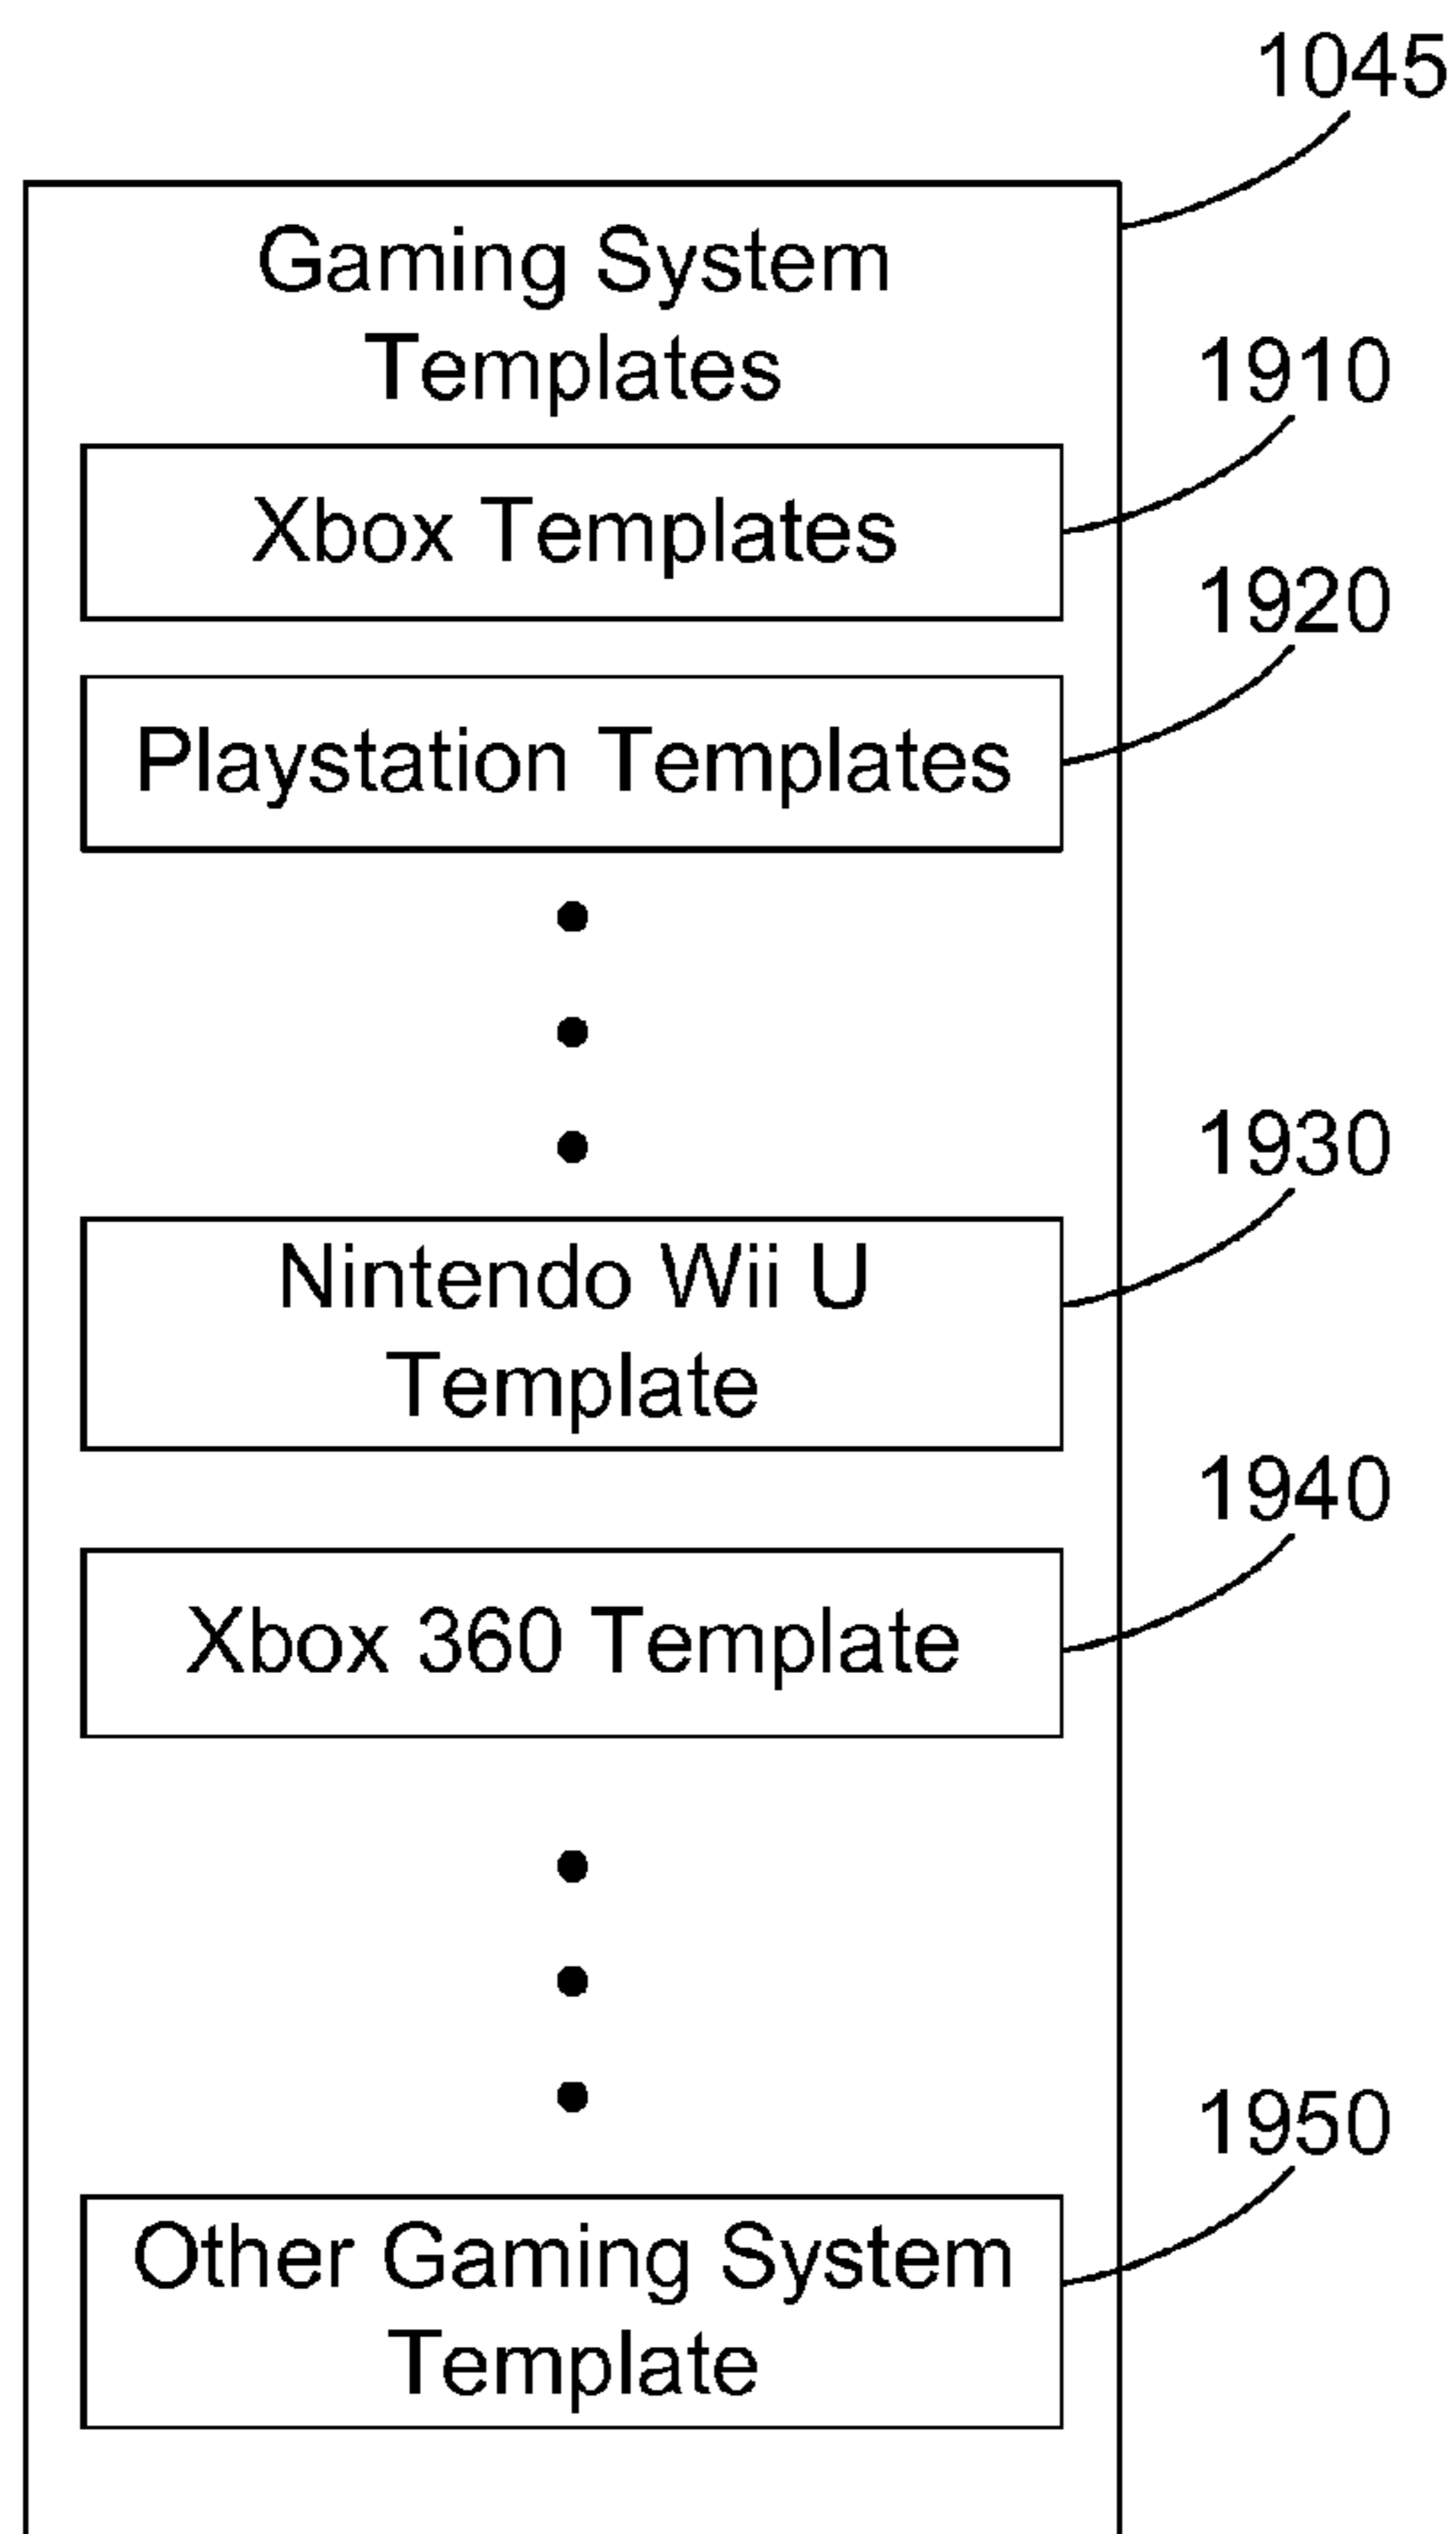 1045
Gaming System
Templates
1910
Xbox Templates
1920
Playstation Templates
1930
Nintendo Wii U
Template
1940
Xbox 360 Template
1950
Other Gaming System
Template